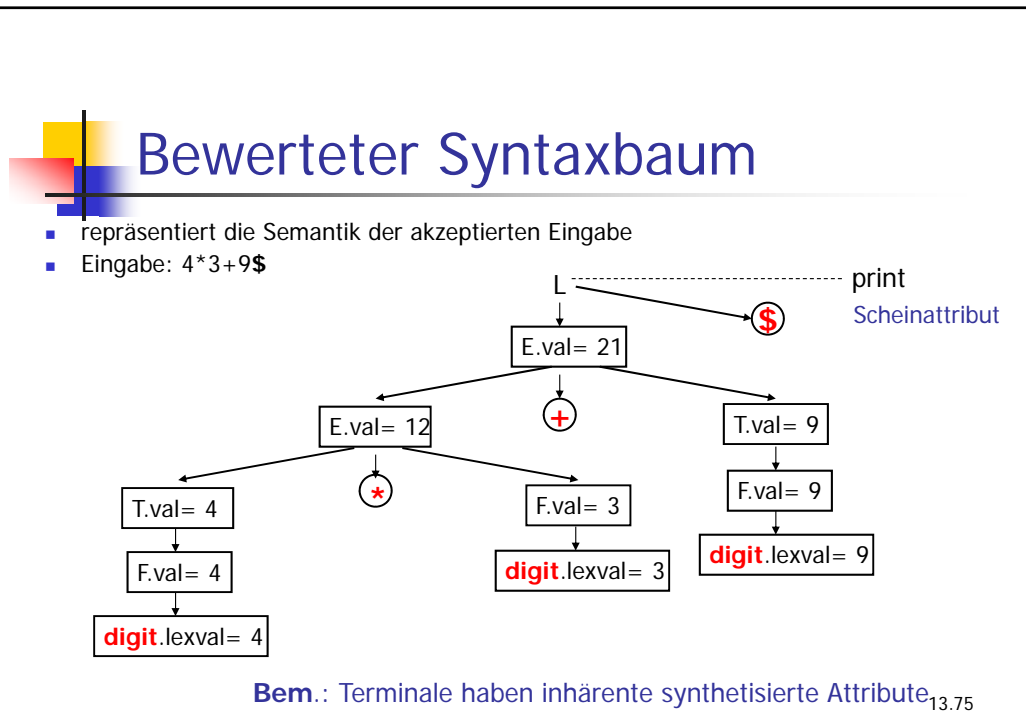 Bewerteter Syntaxbaum
repräsentiert die Semantik der akzeptierten Eingabe
Eingabe: 4*3+9$
L
print
$
Scheinattribut
E.val= 21
E.val= 12
+
T.val= 9
T.val= 4
*
F.val= 3
F.val= 9
F.val= 4
digit.lexval= 3
digit.lexval= 9
digit.lexval= 4
Bem.: Terminale haben inhärente synthetisierte Attribute
13.75